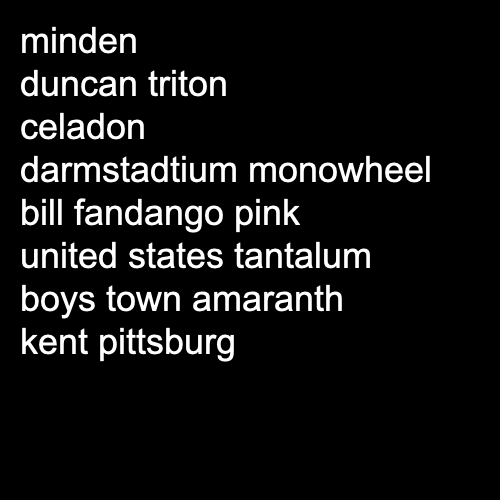 minden
duncan triton
celadon
darmstadtium monowheel
bill fandango pink
united states tantalum
boys town amaranth
kent pittsburg